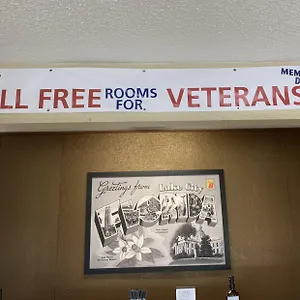 MEM
D
LL FREE ROOMS FOR. VETERANS
Greetings from
Lake City
FLORIDA